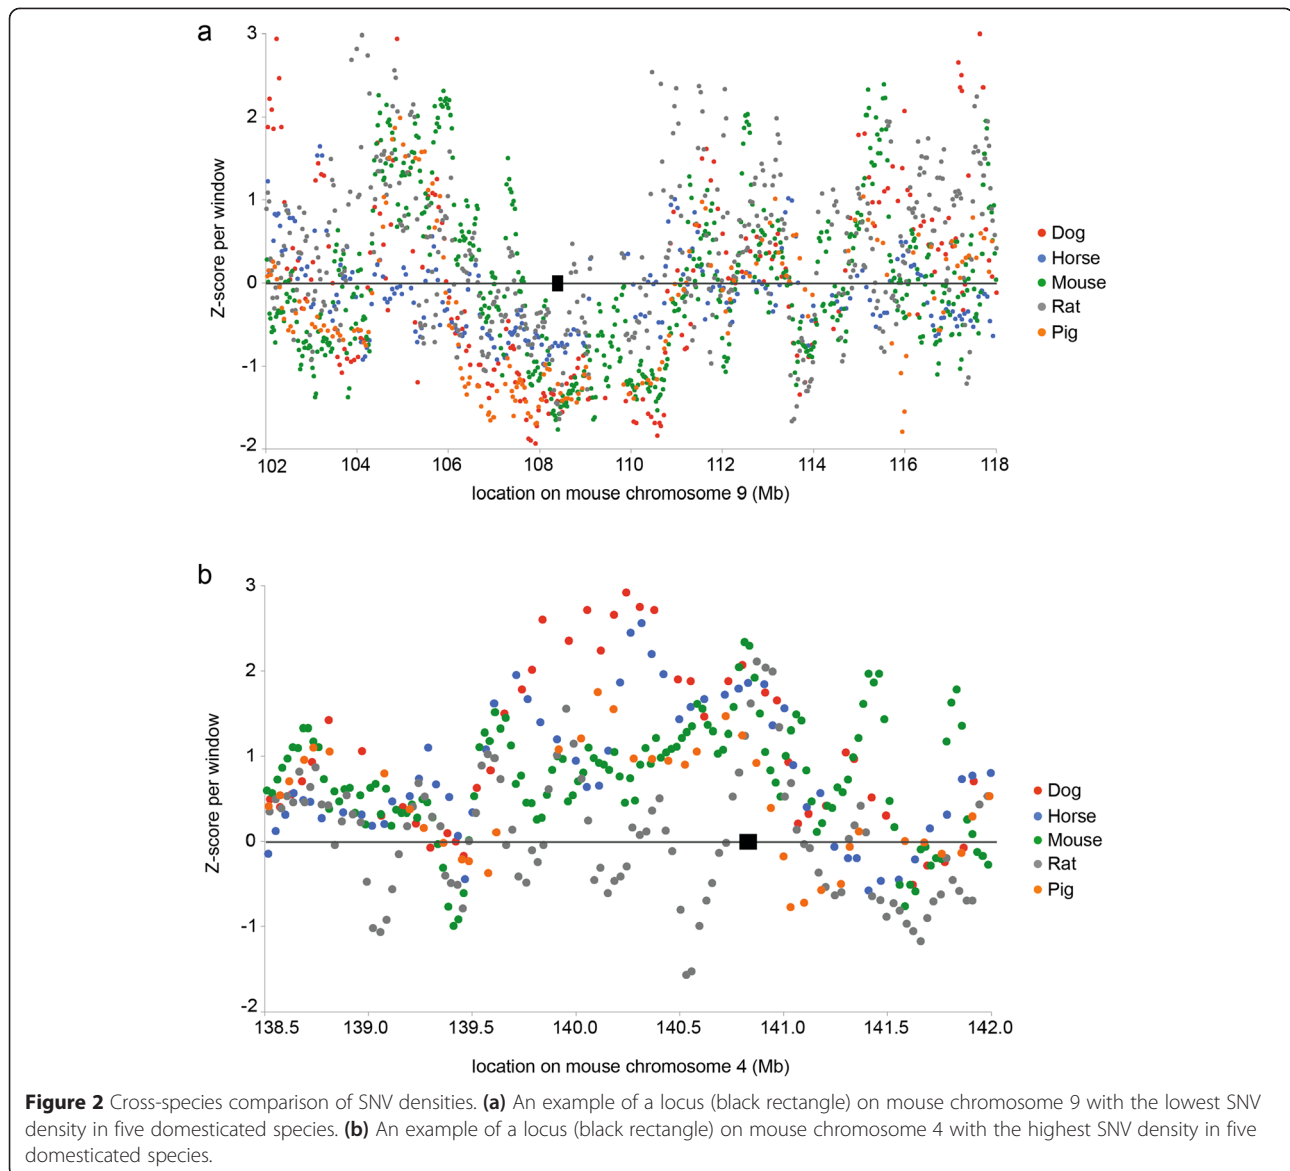 a
3
2
1
0
-1
-2
Z-score per window
102 104 106 108 110 112 114 116 118
location on mouse chromosome 9 (Mb)
Dog
Horse
Mouse
Rat
Pig
b
3
2
1
0
-1
-2
Z-score per window
138.5 139.0 139.5 140.0 140.5 141.0 141.5 142.0
location on mouse chromosome 4 (Mb)
Dog
Horse
Mouse
Rat
Pig
Figure 2 Cross-species comparison of SNV densities. (a) An example of a locus (black rectangle) on mouse chromosome 9 with the lowest SNV
density in five domesticated species. (b) An example of a locus (black rectangle) on mouse chromosome 4 with the highest SNV density in five
domesticated species.